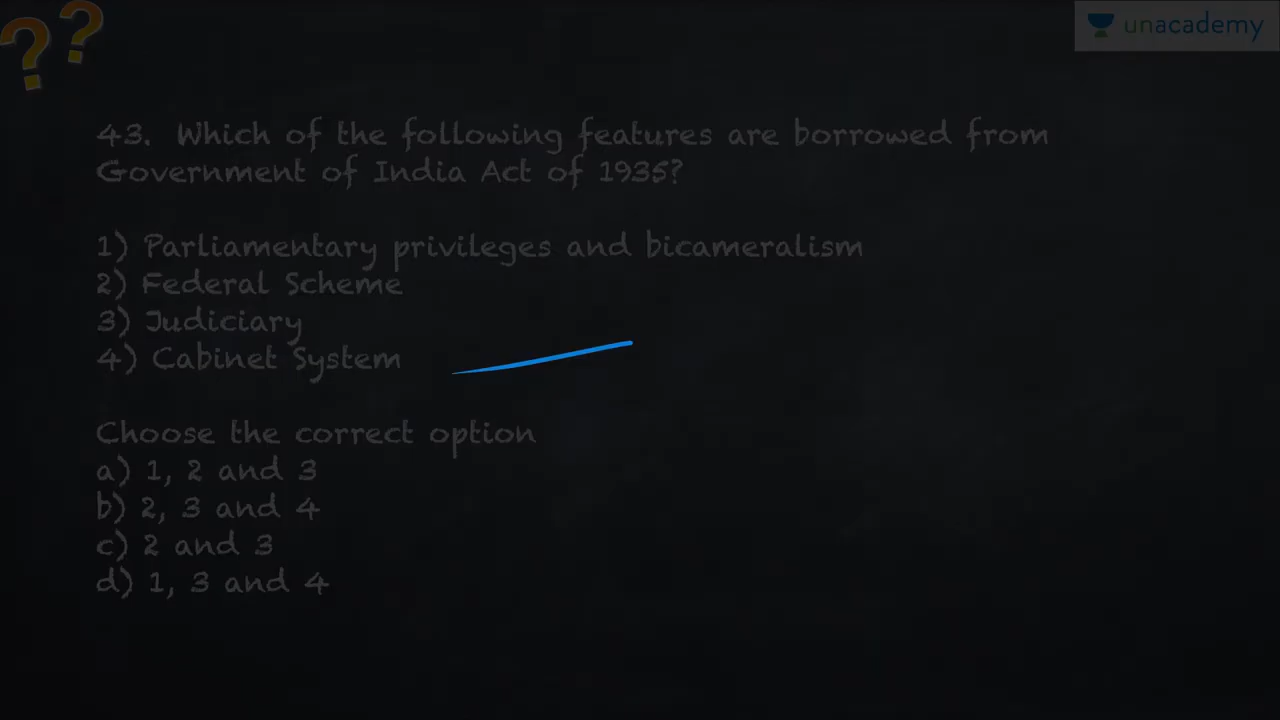 ??
unacademy
43. Which of the following features are borrowed from
Government of India Act of 1935?
1) Parliamentary privileges and bicameralism
2) Federal Scheme
3) Judiciary
4) Cabinet System
Choose the correct option
a) 1, 2 and 3
b) 2, 3 and 4
c) 2 and 3
d) 1, 3 and 4